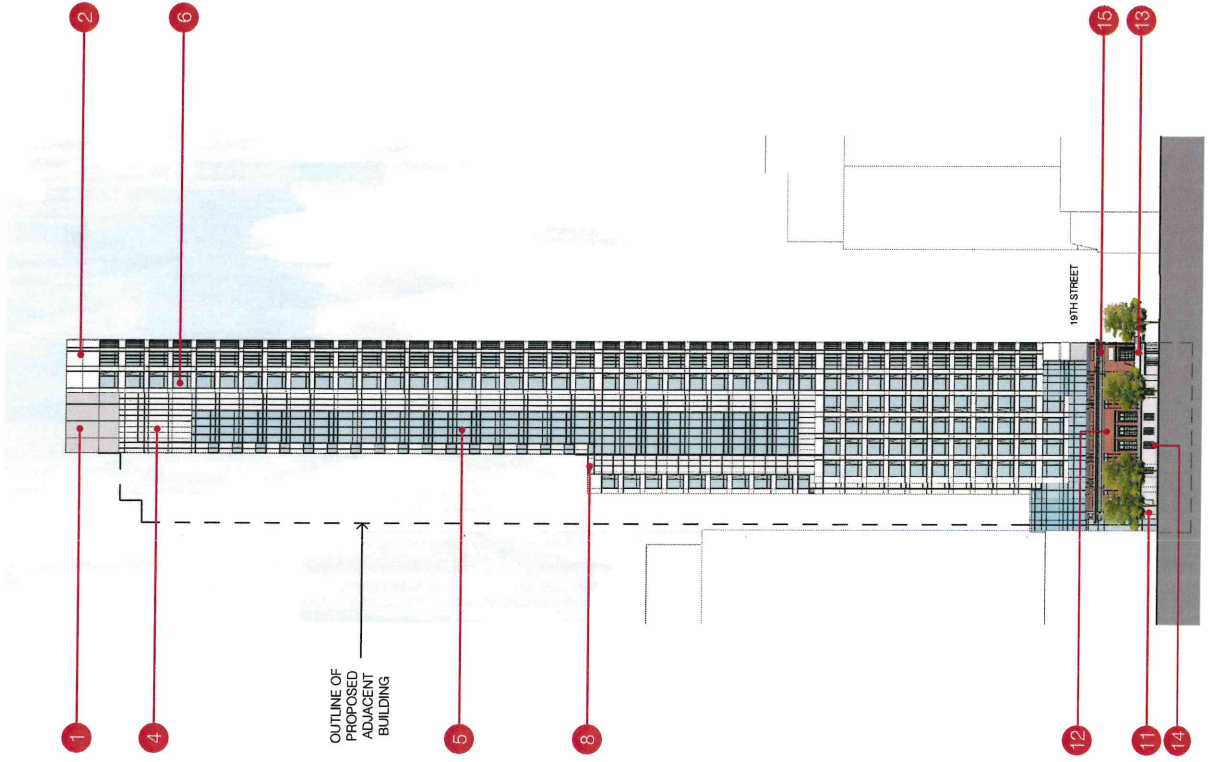 1
2
4
6
OUTLINE OF
PROPOSED
ADJACENT
BUILDING
5
8
19TH STREET
12
15
11
13
14